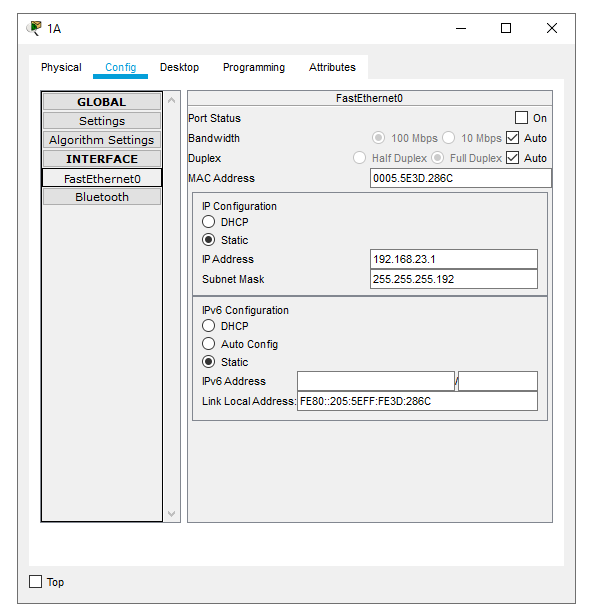 1A
Physical Config Desktop Programming Attributes
GLOBAL
Settings
Algorithm Settings
INTERFACE
FastEthernet0
Bluetooth
FastEthernet0
Port Status On
Bandwidth 100 Mbps 10 Mbps Auto
Duplex Half Duplex Full Duplex Auto
MAC Address 0005.5E3D.286C
IP Configuration
DHCP
Static
IP Address 192.168.23.1
Subnet Mask 255.255.255.192
IPv6 Configuration
DHCP
Auto Config
Static
IPv6 Address /
Link Local Address: FE80::205:5EFF:FE3D:286C
Top